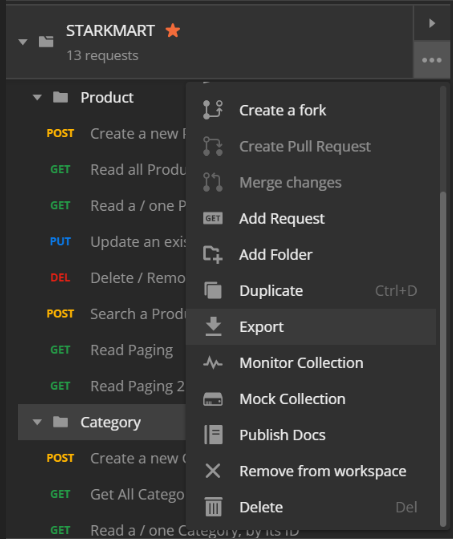 STARKMART
13 requests
Product
POST Create a new
GET Read all Produ
GET Read a / one P
PUT Update an exis
DEL Delete / Remo
POST Search a Produ
GET Read Paging
GET Read Paging 2
Category
POST Create a new
GET Get All Catego
GET Read a / one Category, by its ID
Create a fork
Create Pull Request
Merge changes
GET Add Request
Add Folder
Duplicate Ctrl+D
Export
Monitor Collection
Mock Collection
Publish Docs
Remove from workspace
Delete Del